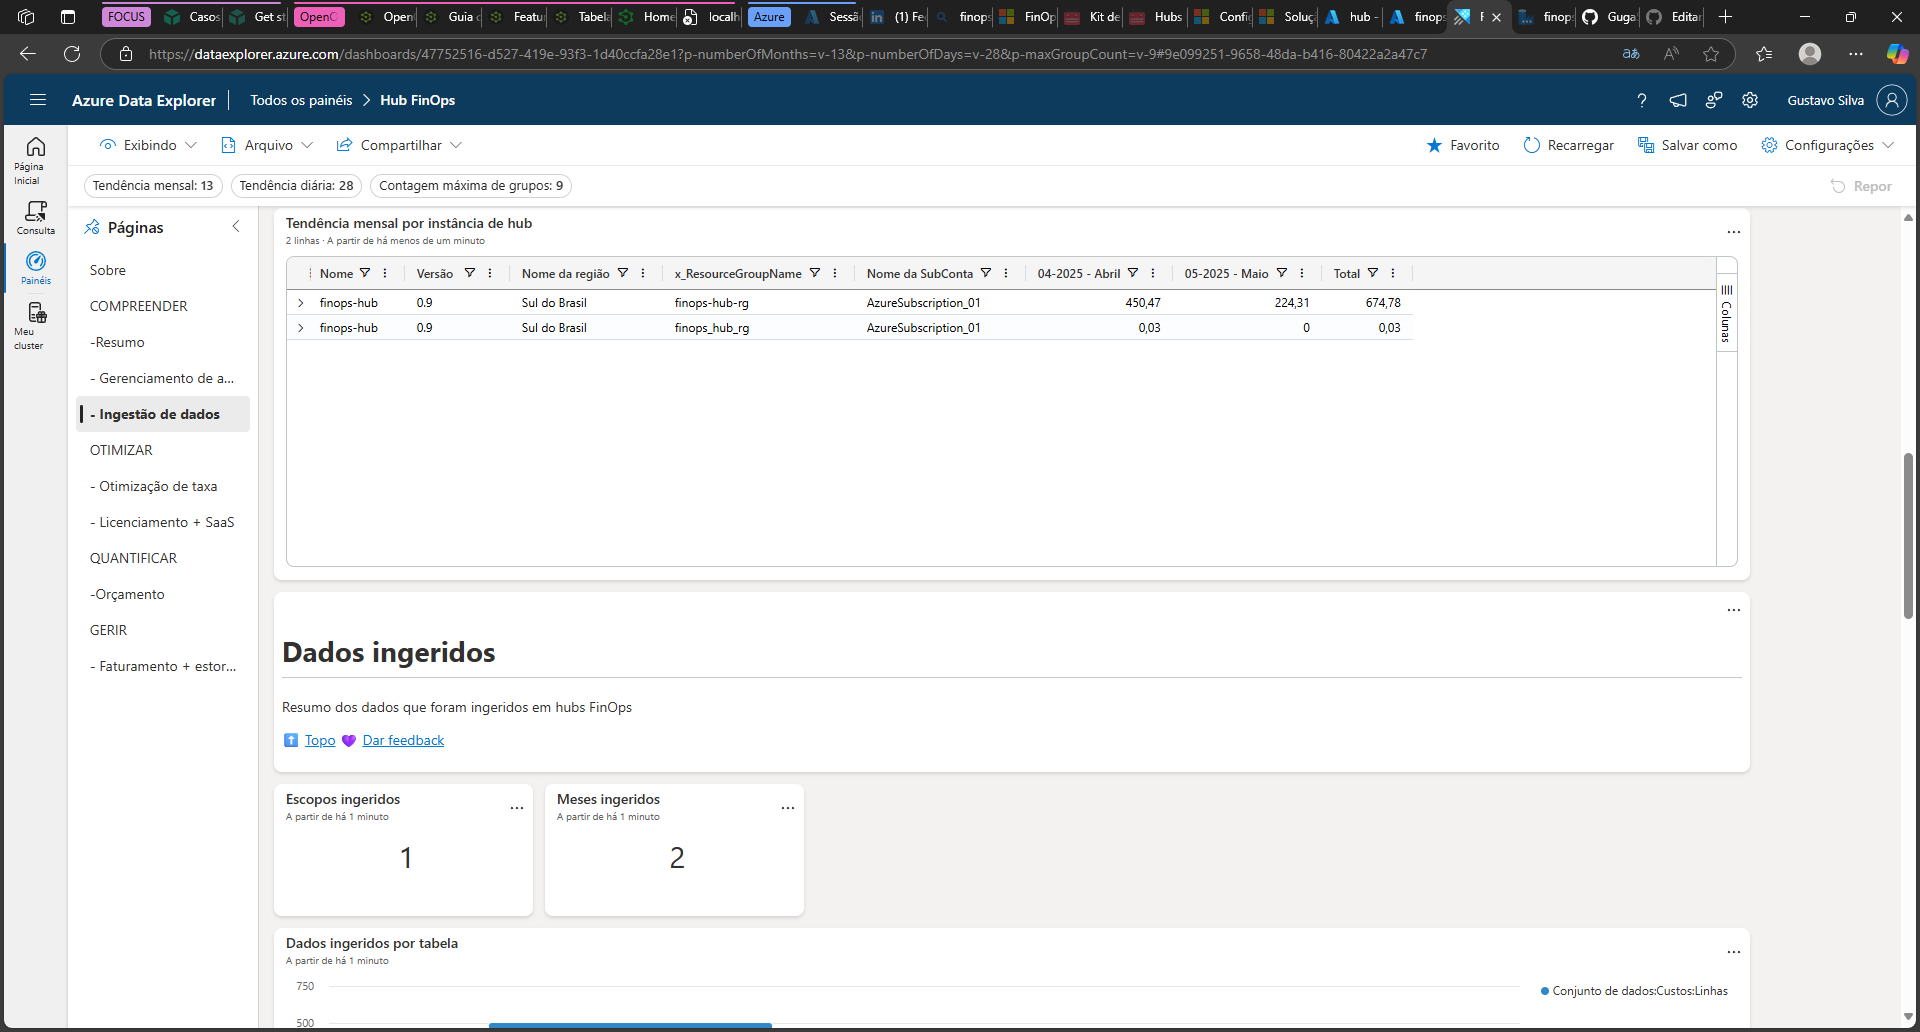 FOCUS
Casos
Get st
OpenC
Open
Guia c
Featu
Tabela
Home
localh
Azure
Sessã
(1) Fe
finops
FinOp
Kit de
Hubs
Config
Soluç
hub -
finops
F
finop
Guga
Editar
https://dataexplorer.azure.com/dashboards/47752516-d527-419e-93f3-1d40ccfa28e1?p-numberOfMonths=v-13&p-numberOfDays=v-28&p-maxGroupCount=v-9#9e099251-9658-48da-b416-80422a2a47c7
Azure Data Explorer
Todos os painéis > Hub FinOps
Gustavo Silva
Exibindo
Arquivo
Compartilhar
Favorito
Recarregar
Salvar como
Configurações
Tendência mensal: 13
Tendência diária: 28
Contagem máxima de grupos: 9
Repor
Página
Inicial
Consulta
Painéis
Meu
cluster
Páginas
Sobre
COMPREENDER
-Resumo
- Gerenciamento de a...
- Ingestão de dados
OTIMIZAR
- Otimização de taxa
- Licenciamento + SaaS
QUANTIFICAR
-Orçamento
GERIR
- Faturamento + estor...
Tendência mensal por instância de hub
2 linhas · A partir de há menos de um minuto
Nome Versão Nome da região x_ResourceGroupName Nome da SubConta 04-2025 - Abril 05-2025 - Maio Total
finops-hub 0.9 Sul do Brasil finops-hub-rg AzureSubscription_01 450,47 224,31 674,78
finops-hub 0.9 Sul do Brasil finops_hub_rg AzureSubscription_01 0,03 0 0,03
Colunas
Dados ingeridos
Resumo dos dados que foram ingeridos em hubs FinOps
Topo 💜 Dar feedback
Escopos ingeridos
A partir de há 1 minuto
1
Meses ingeridos
A partir de há 1 minuto
2
Dados ingeridos por tabela
A partir de há 1 minuto
750
500
Conjunto de dados:Custos:Linhas